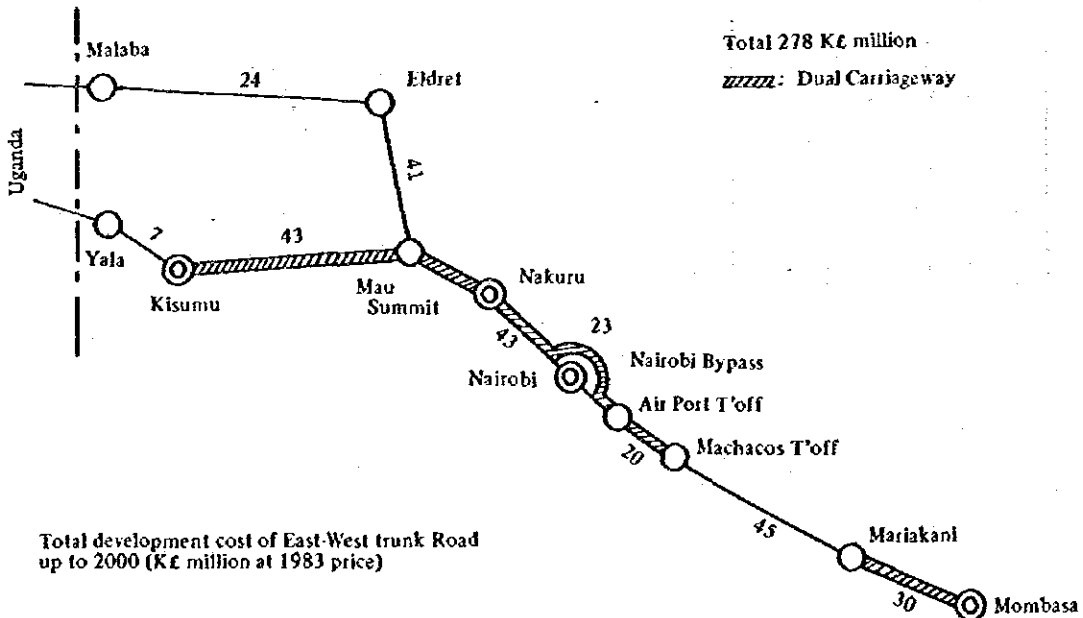 Malaba
Total 278 K£ million
24
Eldret
: Dual Carriageway
Uganda
41
7
43
Yala
Kisumu
Mau
Summit
Nakuru
43
23
Nairobi
Nairobi Bypass
Air Port T'off
20
Machacos T'off
45
Total development cost of East-West trunk Road
up to 2000 (K£ million at 1983 price)
Mariakani
30
Mombasa